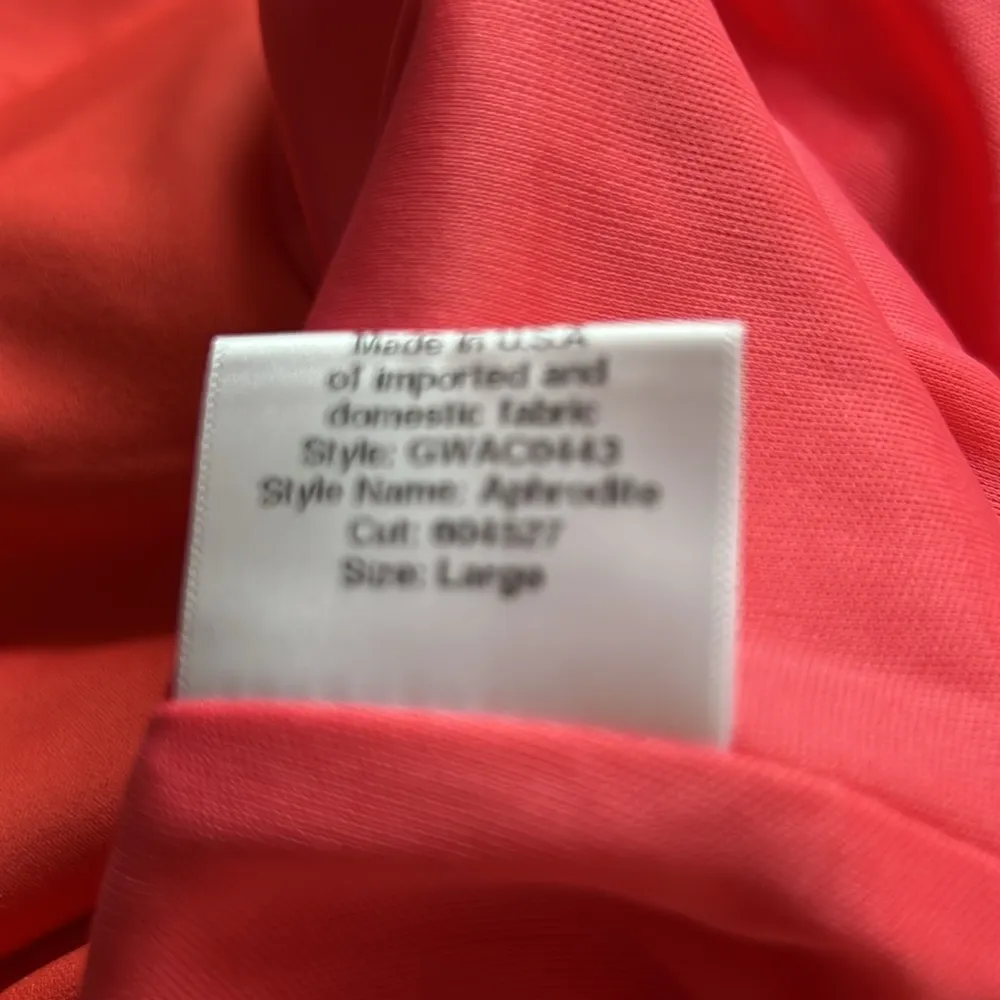 Made in U.S.A
of imported and
domestic fabric
Style: GWAC0443
Style Name: Aphrodite
Cut: 604527
Size: Large